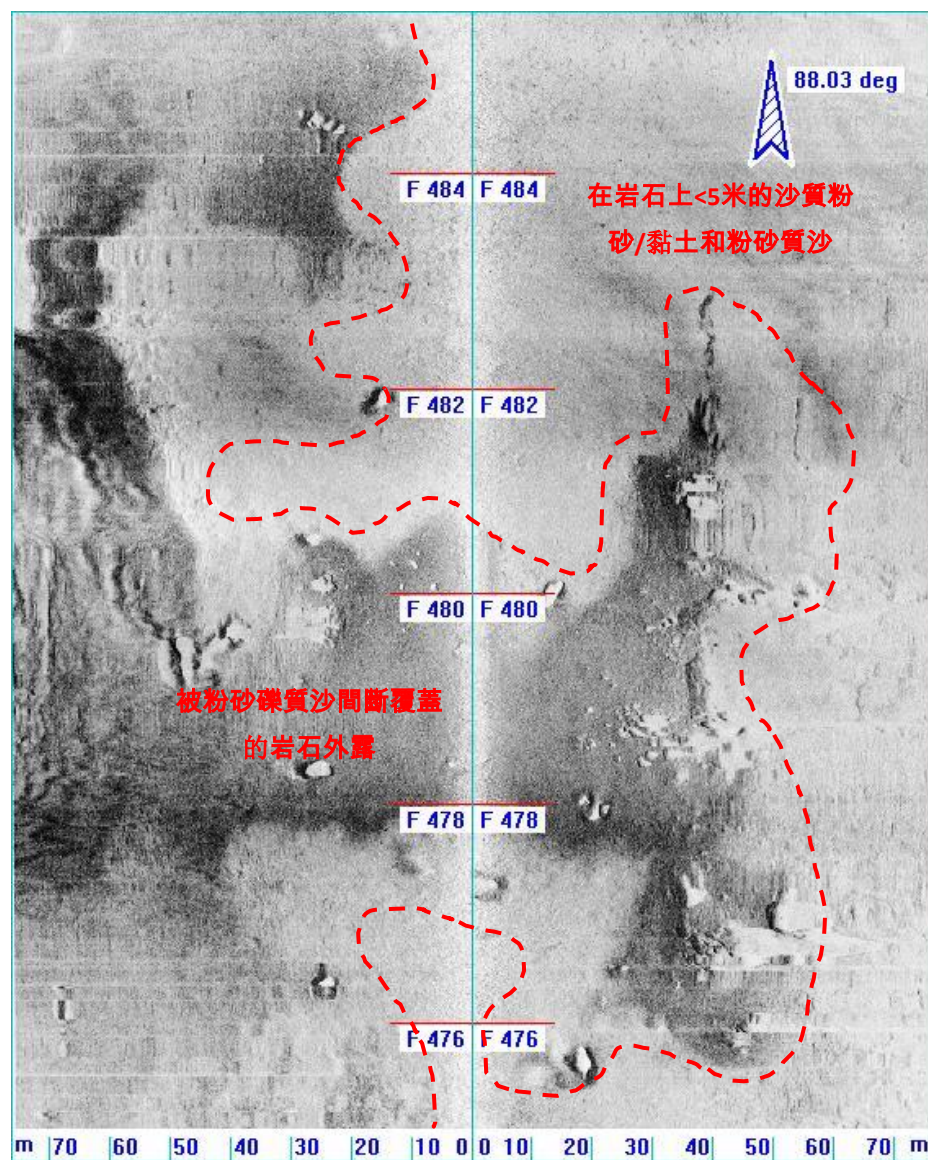 88.03 deg
F 484 F 484
在岩石上<5米的沙質粉
砂/黏土和粉砂質沙
F 482 F 482
F 480 F 480
被粉砂礫質沙間斷覆蓋
的岩石外露
F 478 F 478
F 476 F 476
m 70 60 50 40 30 20 10 0 0 10 20 30 40 50 60 70 m